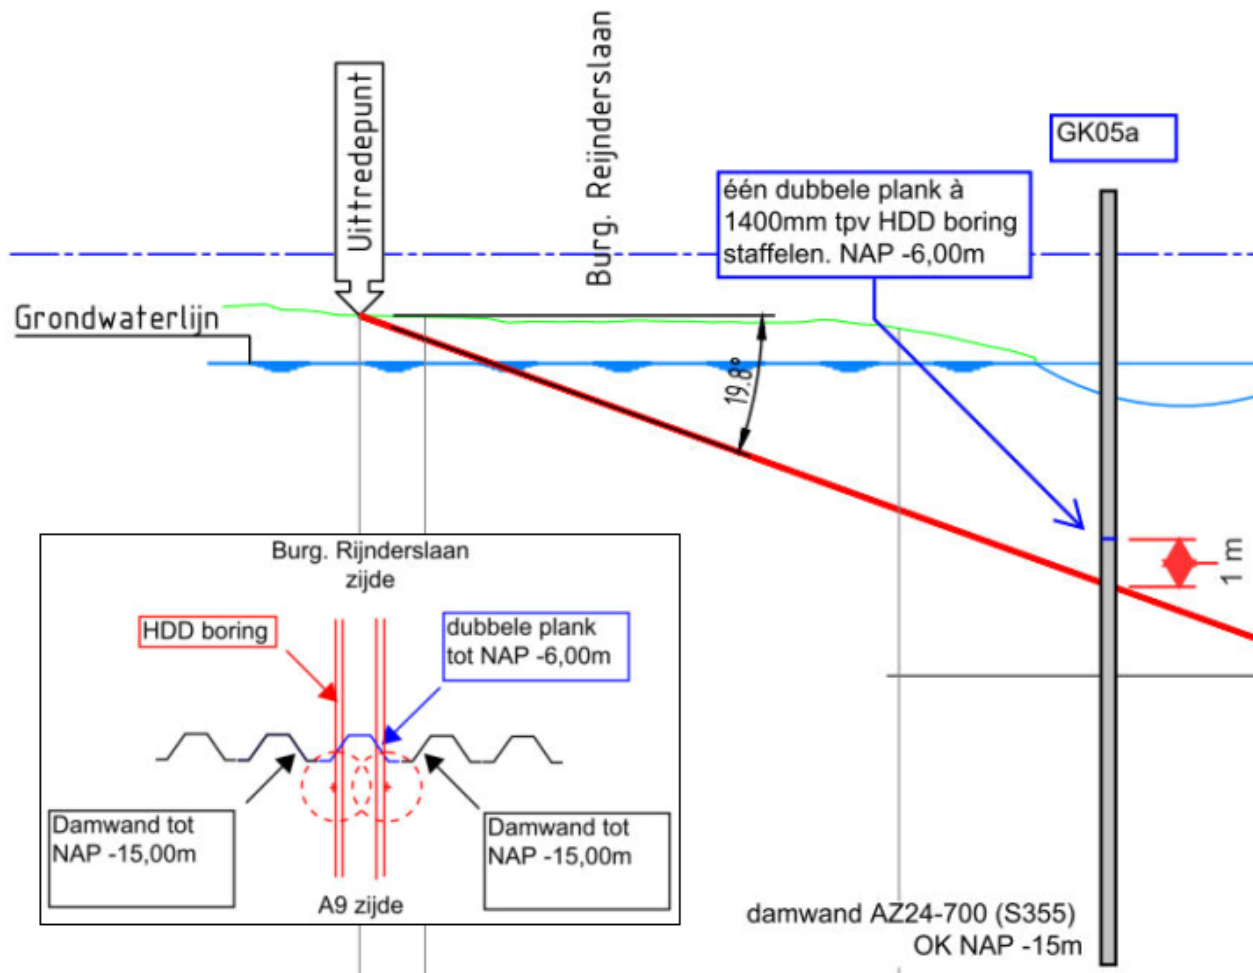 Uittredepunt
Burg. Reijnderslaan
GK05a
één dubbele plank à
1400mm tpv HDD boring
staffelen. NAP -6,00m
Grondwaterlijn
19.8°
1 m
Burg. Rijnderslaan
zijde
HDD boring
dubbele plank
tot NAP -6,00m
Damwand tot
NAP -15,00m
Damwand tot
NAP -15,00m
A9 zijde
damwand AZ24-700 (S355)
OK NAP -15m